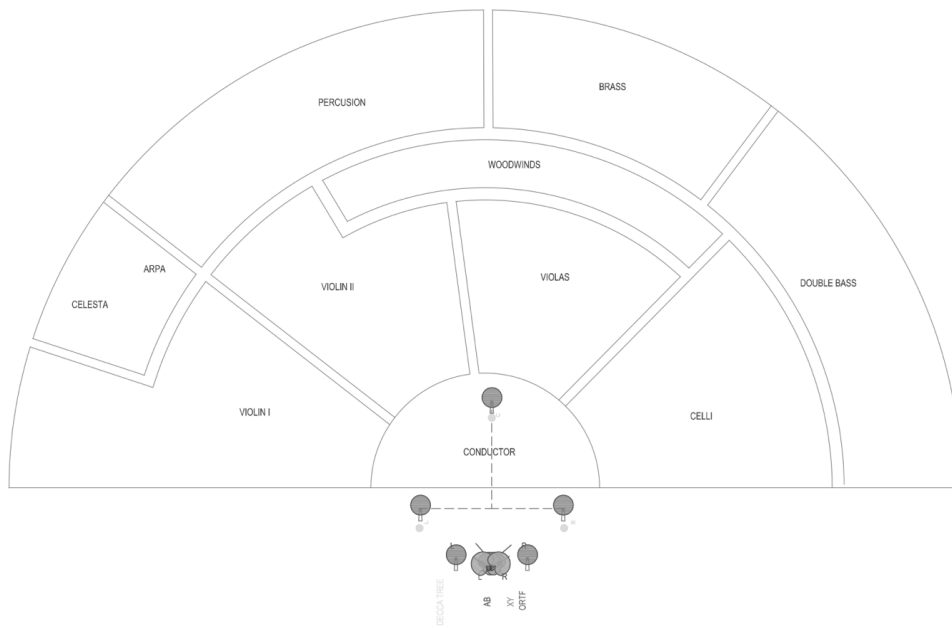 BRASS
PERCUSION
WOODWINDS
ARPA
VIOLIN II
VIOLAS
DOUBLE BASS
CELESTA
VIOLIN I
CELLI
CONDUCTOR
C
L
R
L
R
L
R
DECCA TREE
AB
XY
ORTF